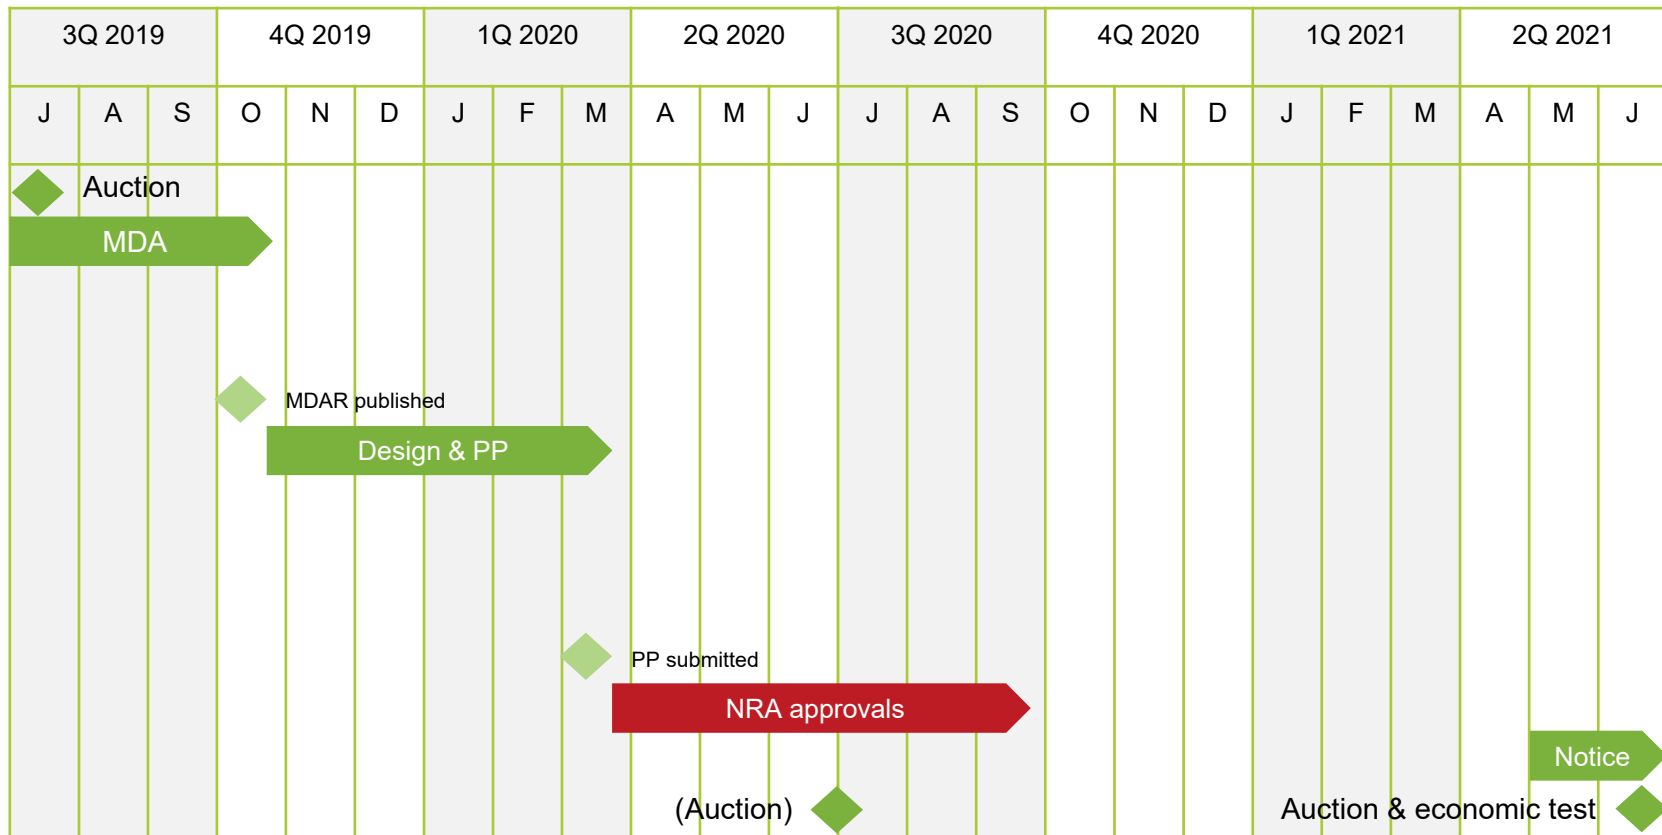 3Q 2019 4Q 2019 1Q 2020 2Q 2020 3Q 2020 4Q 2020 1Q 2021 2Q 2021
J A S O N D J F M A M J J A S O N D J F M A M J
Auction
MDA
MDAR published
Design & PP
PP submitted
NRA approvals
Notice
(Auction) Auction & economic test